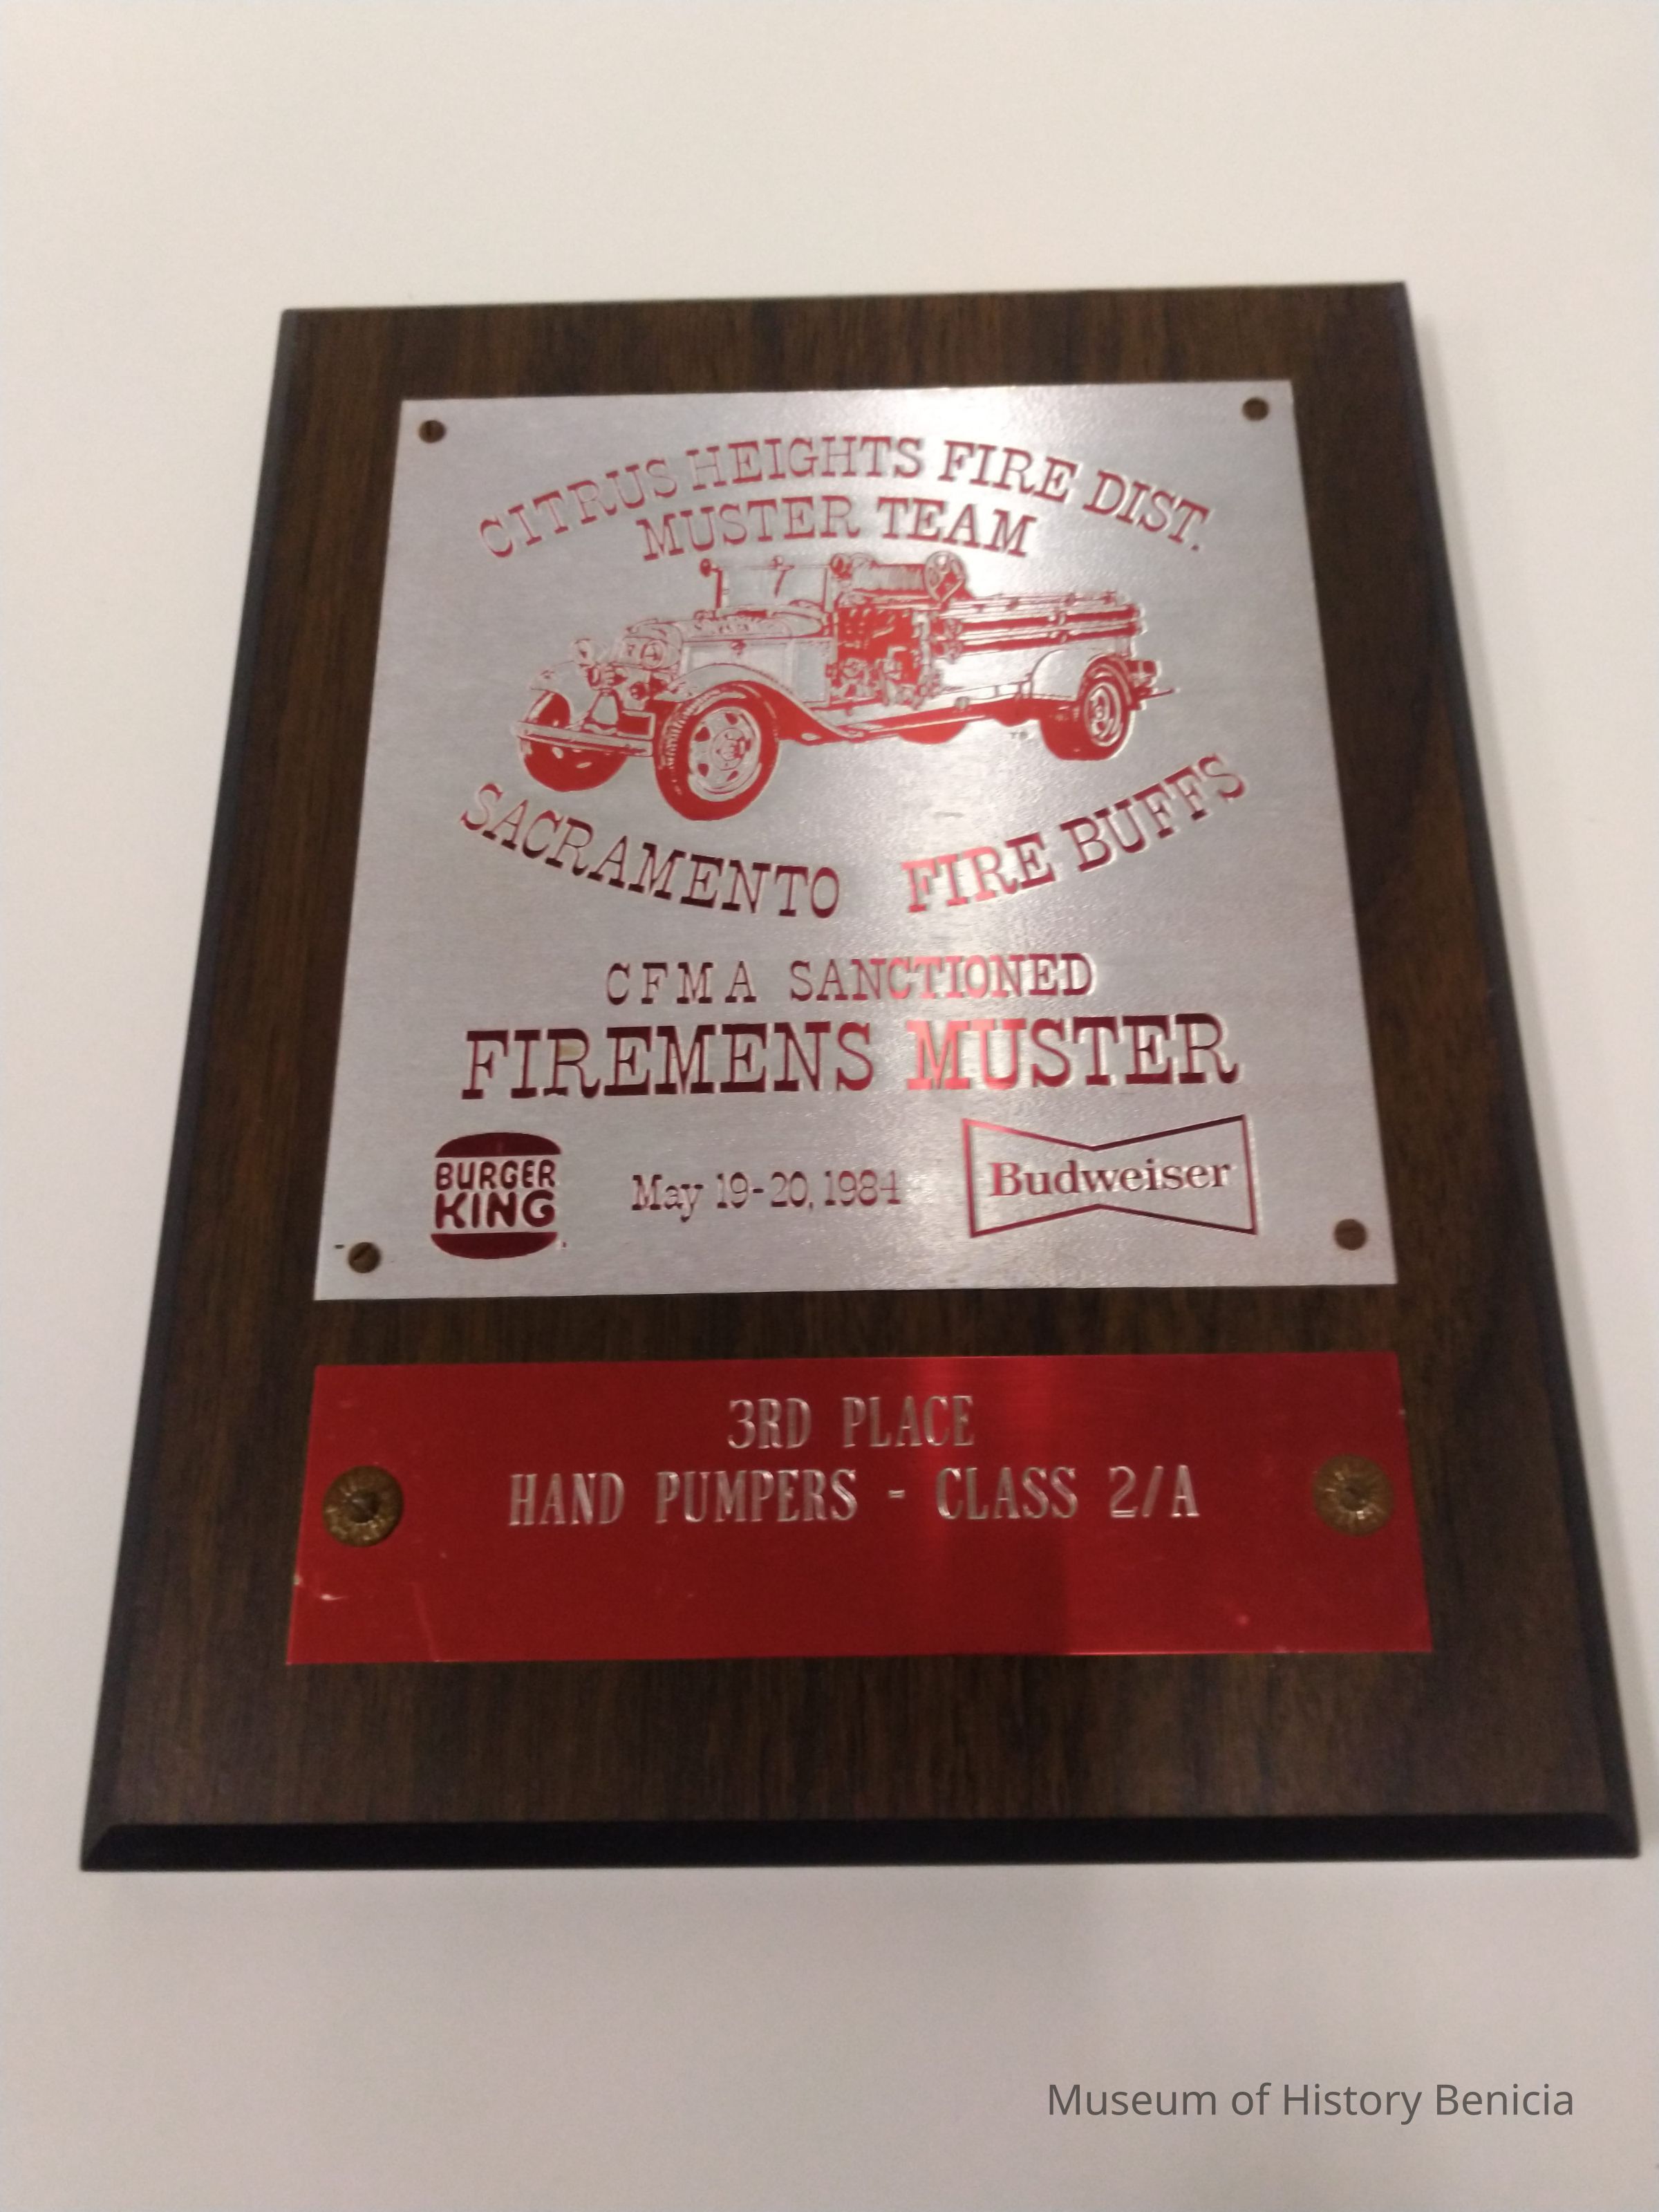 CITRUS HEIGHTS FIRE DIST.
MUSTER TEAM
SACRAMENTO FIRE BUFFS
CFMA SANCTIONED
FIREMENS MUSTER
BURGER
KING
May 19-20, 1984
Budweiser
3RD PLACE
HAND PUMPERS - CLASS 2/A
Museum of History Benicia